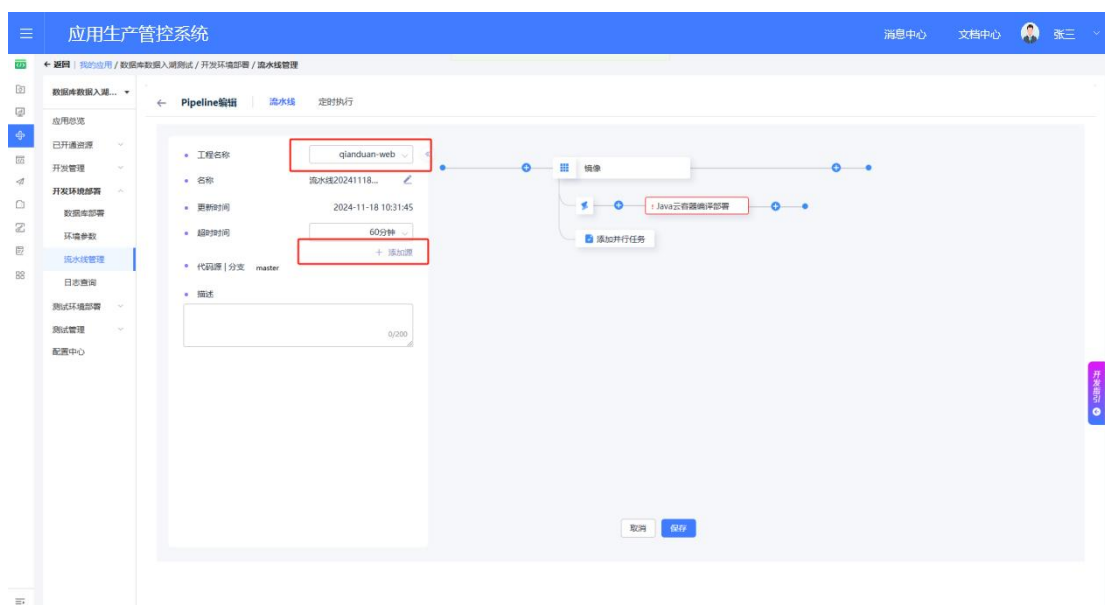 应用生产管控系统
消息中心 文档中心 张三
← 返回 | 我的应用 / 数据库数据入湖测试 / 开发环境部署 / 流水线管理
数据库数据入湖...
← Pipeline编辑 流水线 定时执行
应用总览
已开通资源
开发管理
开发环境部署
数据库部署
环境参数
流水线管理
日志查询
测试环境部署
测试管理
配置中心
工程名称 qianduan-web
名称 流水线20241118...
更新时间 2024-11-18 10:31:45
超时时间 60分钟
+ 添加源
代码源 | 分支 master
描述
0/200
镜像
Java云容器编译部署
添加并行任务
取消 保存
开发指引